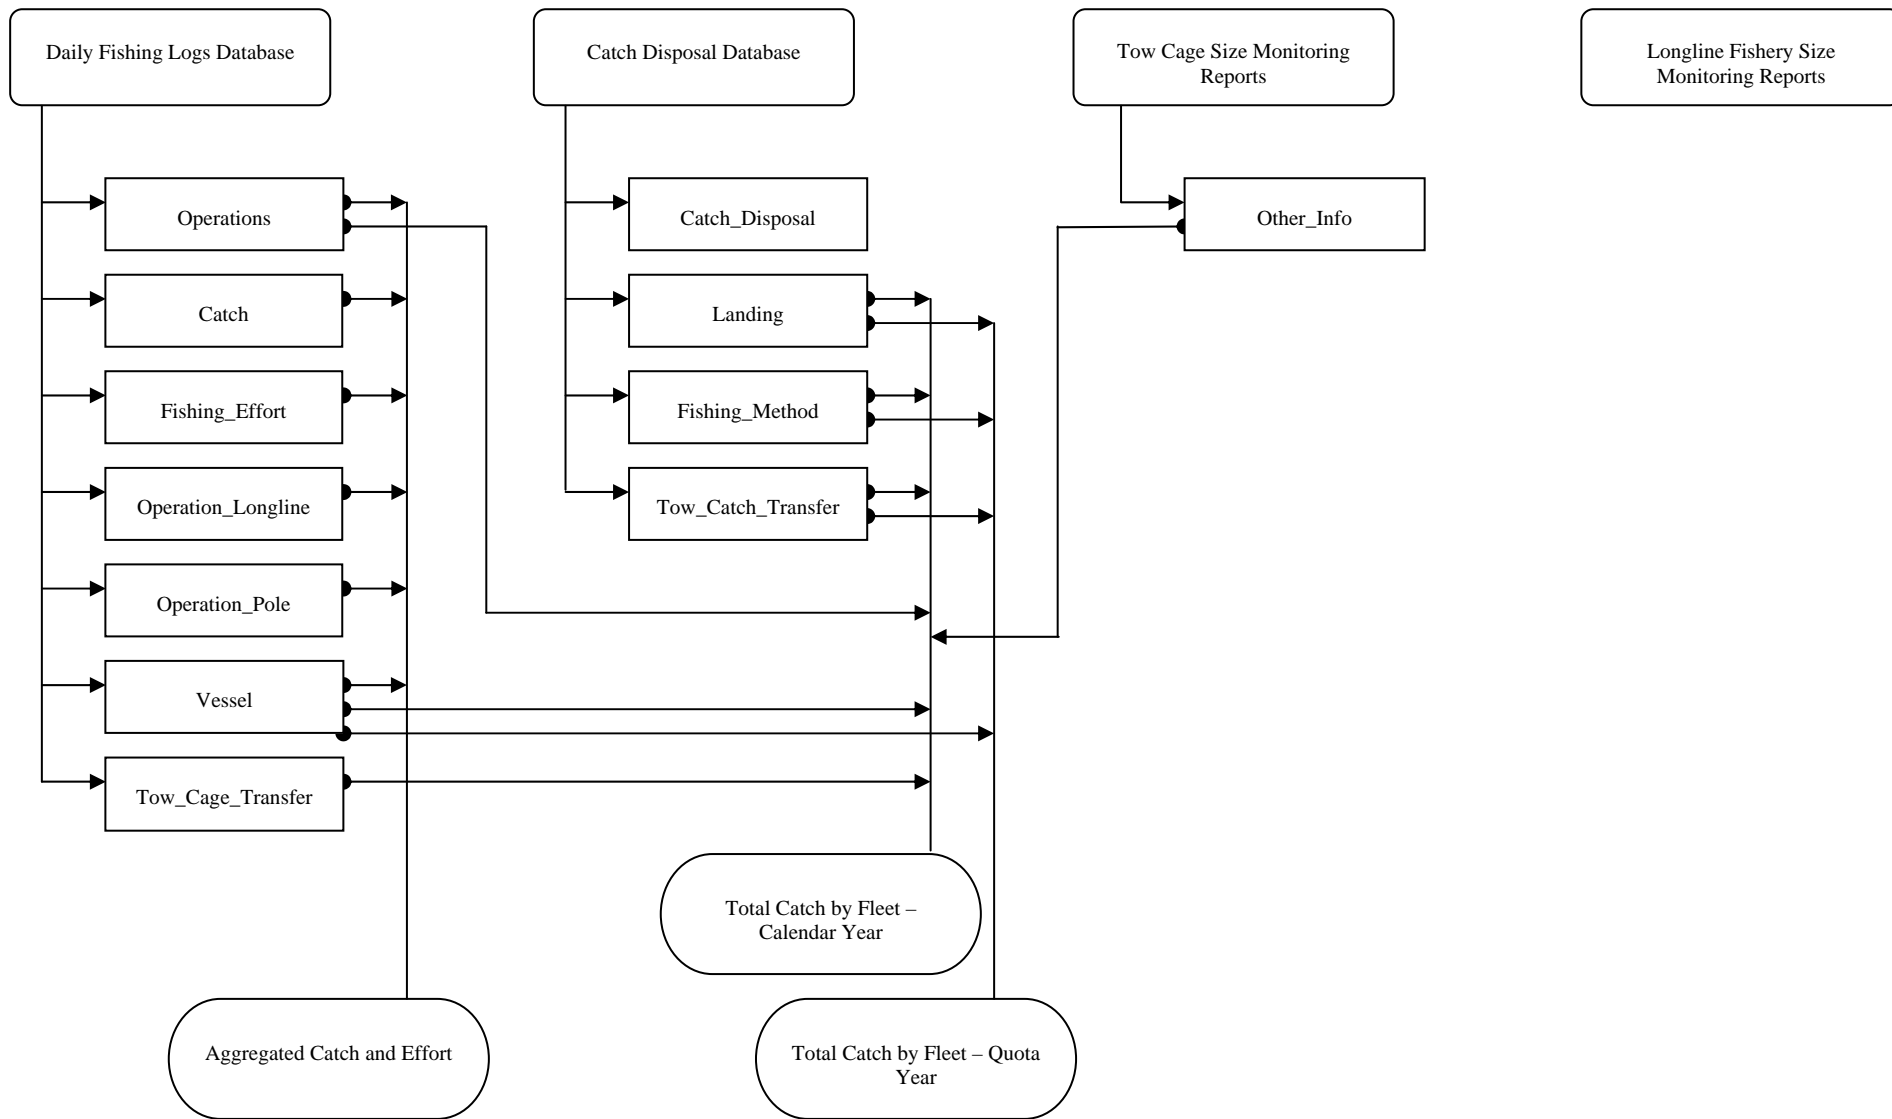 Daily Fishing Logs Database
Catch Disposal Database
Tow Cage Size Monitoring
Reports
Longline Fishery Size
Monitoring Reports
Operations
Catch_Disposal
Other_Info
Catch
Landing
Fishing_Effort
Fishing_Method
Operation_Longline
Tow_Catch_Transfer
Operation_Pole
Vessel
Tow_Cage_Transfer
Total Catch by Fleet –
Calendar Year
Aggregated Catch and Effort
Total Catch by Fleet – Quota
Year